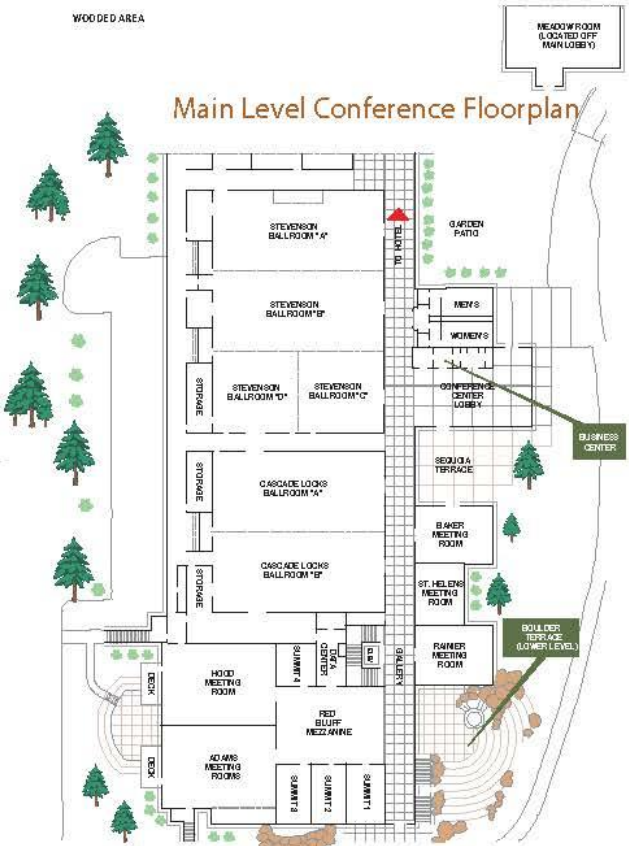 WOODED AREA
MEADOW ROOM
(LOCATED OFF
MAIN LOBBY)
Main Level Conference Floorplan
STEVENSON
BALLROOM "A"
TO HOTEL
GARDEN
PATIO
STEVENSON
BALLROOM "B"
MEN'S
WOMEN'S
STORAGE
STEVENSON
BALLROOM "D"
STEVENSON
BALLROOM "C"
CONFERENCE
CENTER
LOBBY
BUSINESS
CENTER
STORAGE
CASCADE LOCKS
BALLROOM "A"
SEQUOIA
TERRACE
BAKER
MEETING
ROOM
CASCADE LOCKS
BALLROOM "B"
STORAGE
ST. HELENS
MEETING
ROOM
BOULDER
TERRACE
(LOWER LEVEL)
DECK
HOOD
MEETING
ROOM
SUMMIT 4
DATA
CENTER
ELEV
GALLERY
RAINIER
MEETING
ROOM
RED
BLUFF
MEZZANINE
DECK
ADAMS
MEETING
ROOMS
SUMMIT 3
SUMMIT 2
SUMMIT 1